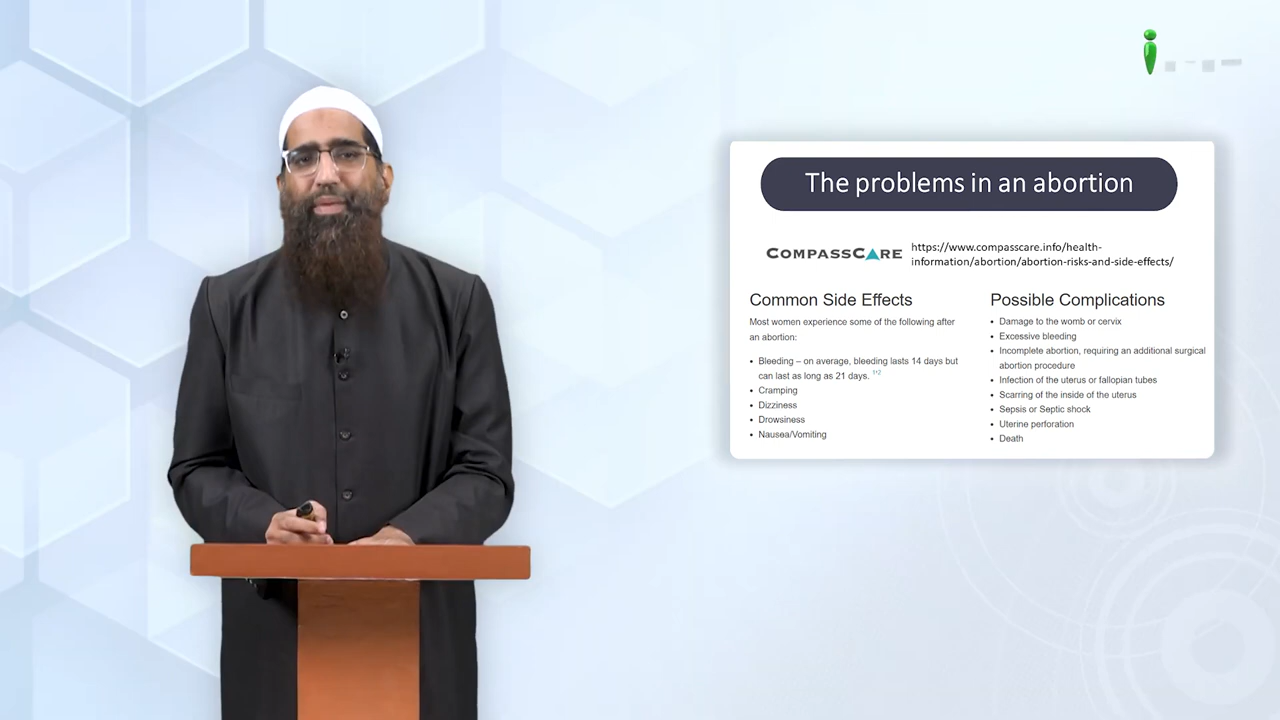 The problems in an abortion
COMPASSCARE
https://www.compasscare.info/health-
information/abortion/abortion-risks-and-side-effects/
Common Side Effects
Most women experience some of the following after
an abortion:
• Bleeding – on average, bleeding lasts 14 days but
can last as long as 21 days.
• Cramping
• Dizziness
• Drowsiness
• Nausea/Vomiting
Possible Complications
• Damage to the womb or cervix
• Excessive bleeding
• Incomplete abortion, requiring an additional surgical
abortion procedure
• Infection of the uterus or fallopian tubes
• Scarring of the inside of the uterus
• Sepsis or Septic shock
• Uterine perforation
• Death